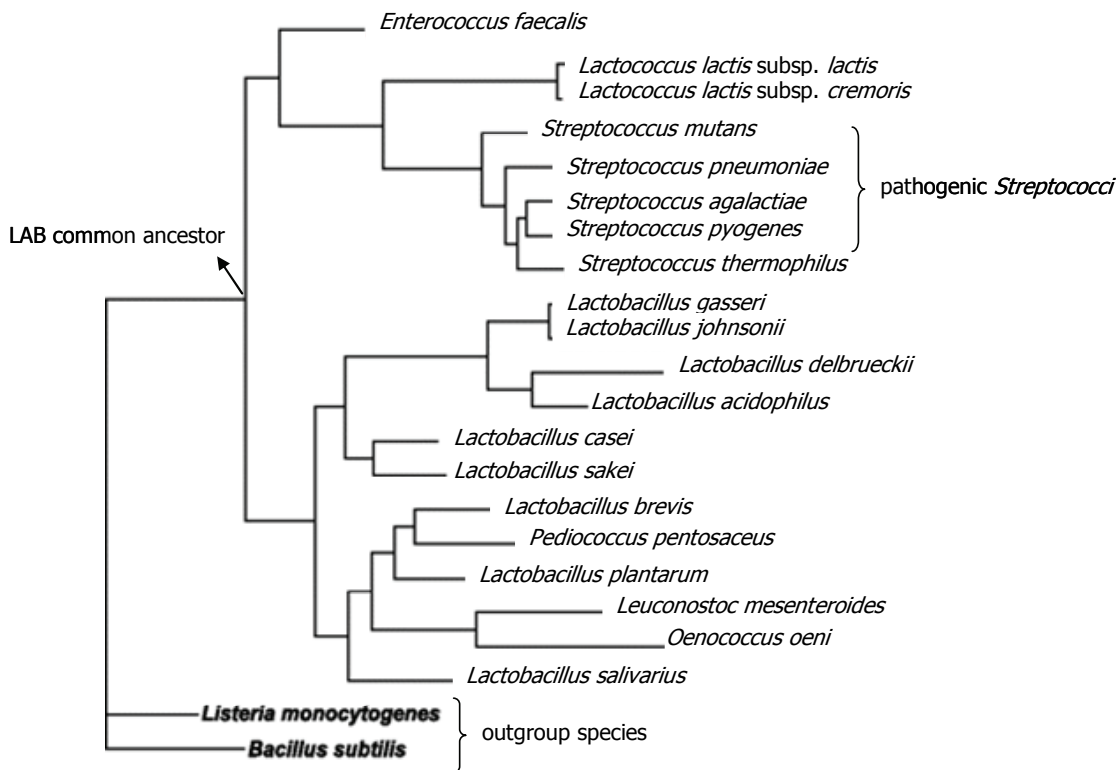 Enterococcus faecalis
Lactococcus lactis subsp. lactis
Lactococcus lactis subsp. cremoris
Streptococcus mutans
Streptococcus pneumoniae
pathogenic Streptococci
Streptococcus agalactiae
Streptococcus pyogenes
LAB common ancestor
Streptococcus thermophilus
Lactobacillus gasseri
Lactobacillus johnsonii
Lactobacillus delbrueckii
Lactobacillus acidophilus
Lactobacillus casei
Lactobacillus sakei
Lactobacillus brevis
Pediococcus pentosaceus
Lactobacillus plantarum
Leuconostoc mesenteroides
Oenococcus oeni
Lactobacillus salivarius
Listeria monocytogenes
outgroup species
Bacillus subtilis